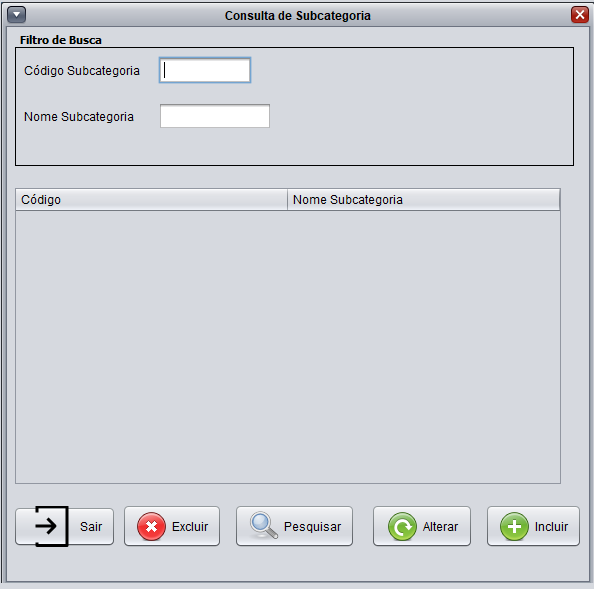 Consulta de Subcategoria
Filtro de Busca
Código Subcategoria
Nome Subcategoria
Código Nome Subcategoria
Sair Excluir Pesquisar Alterar Incluir